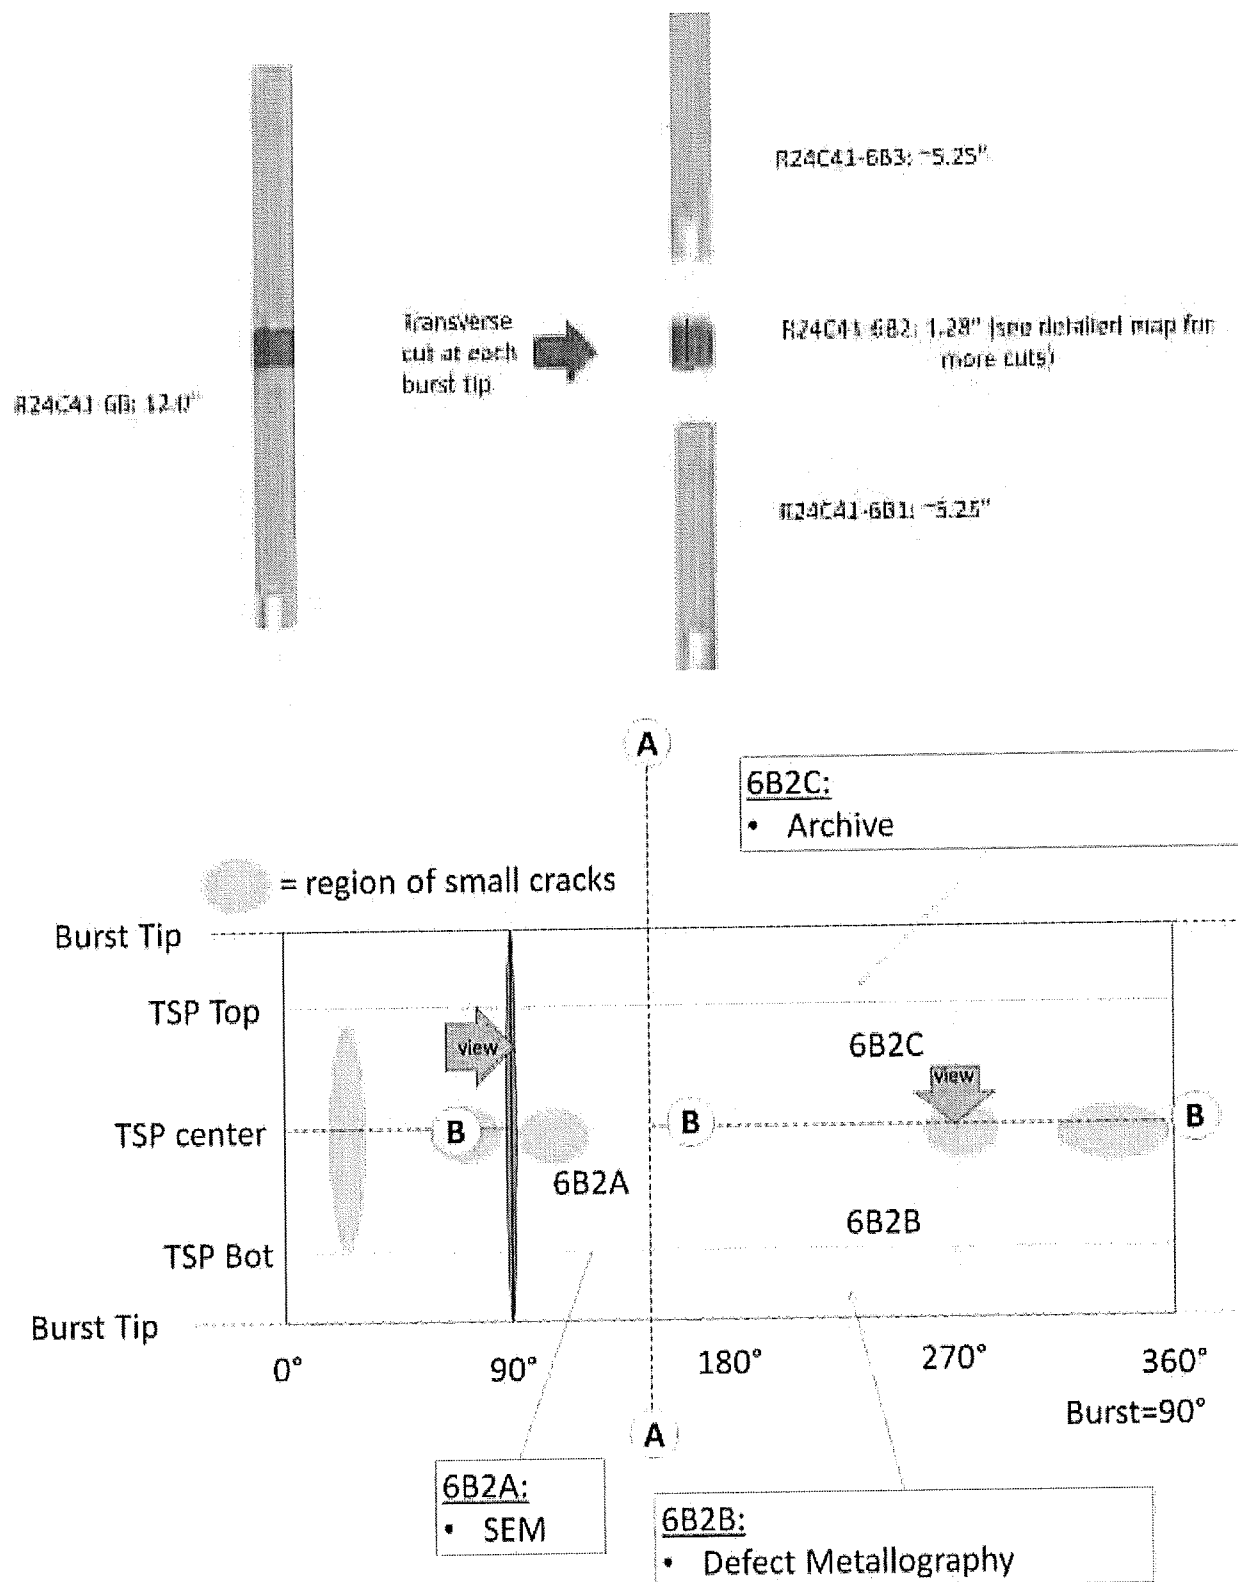 R24C41-6B3: ~5.25"
Transverse
cut at each
burst tip
R24C41-6B2: 1.28" (see detailed map for
more cuts)
R24C41-6B: 12.0"
R24C41-6B1: ~5.25"
A
6B2C:
• Archive
= region of small cracks
Burst Tip
TSP Top
view
6B2C
view
TSP center
B
B
B
6B2A
6B2B
TSP Bot
Burst Tip
0°
90°
180°
270°
360°
Burst=90°
A
6B2A:
• SEM
6B2B:
• Defect Metallography